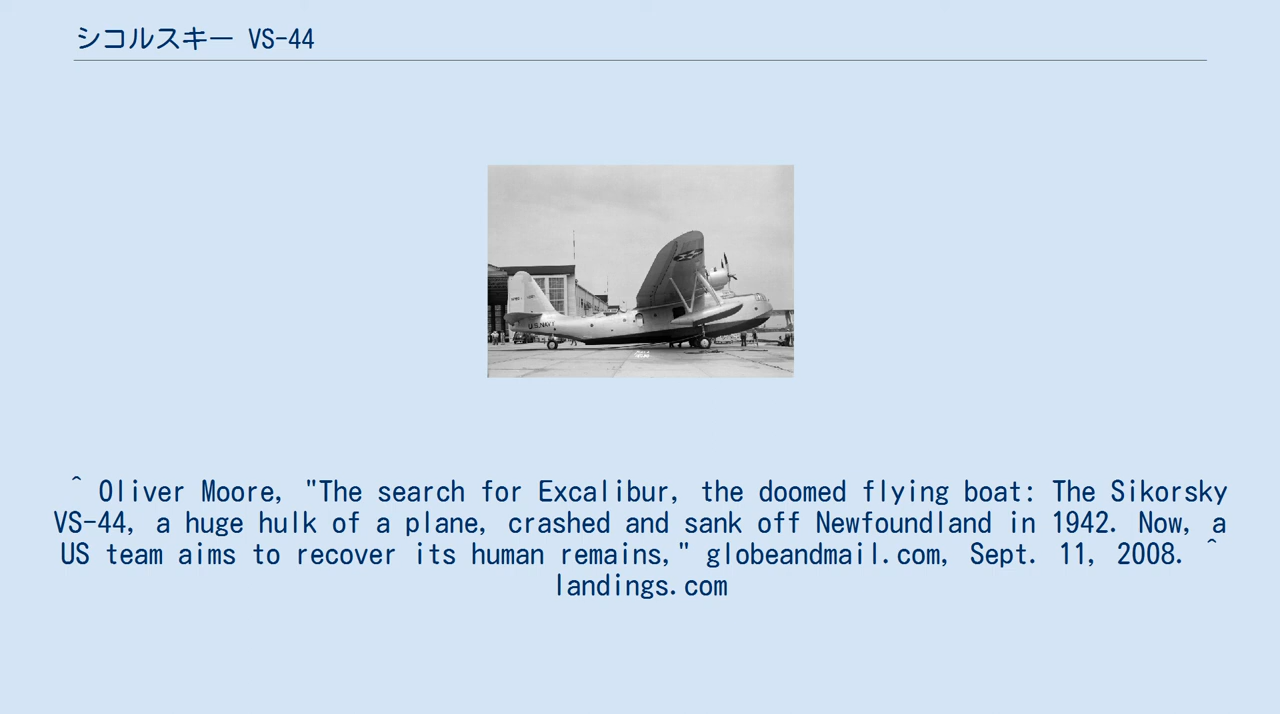 シコルスキー VS-44
U.S.NAVY
^ Oliver Moore, "The search for Excalibur, the doomed flying boat: The Sikorsky
VS-44, a huge hulk of a plane, crashed and sank off Newfoundland in 1942. Now, a
US team aims to recover its human remains," globeandmail.com, Sept. 11, 2008. ^
landings.com